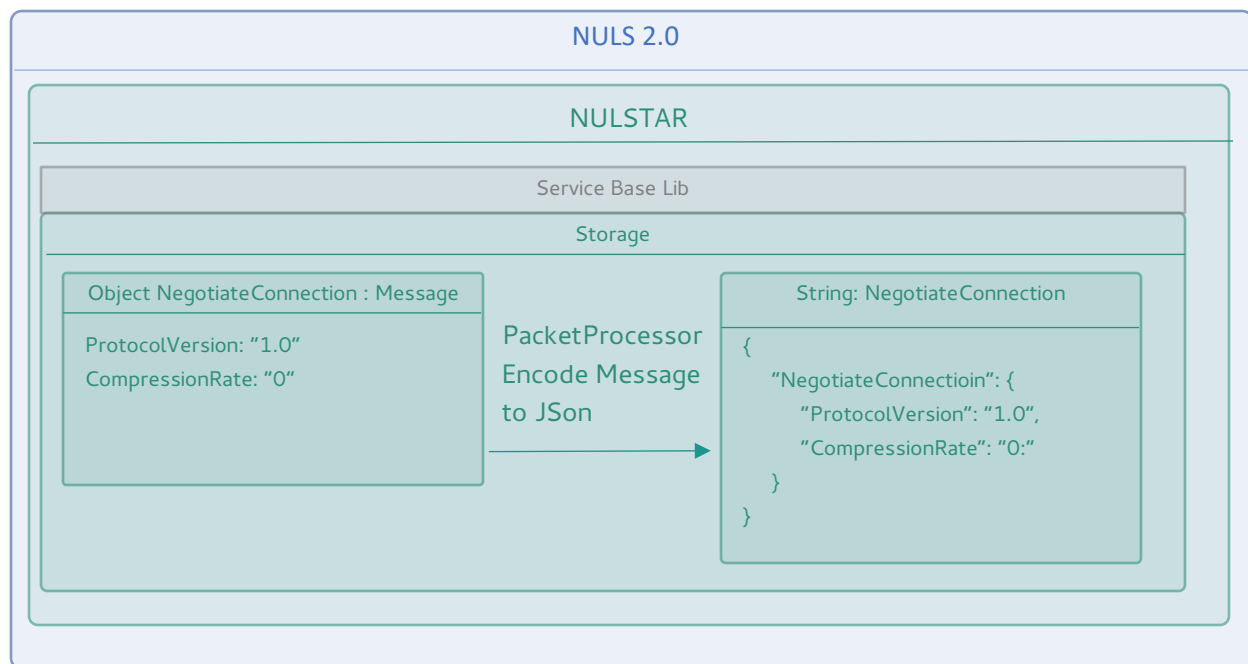 NULS 2.0
NULSTAR
Service Base Lib
Storage
Object NegotiateConnection : Message
ProtocolVersion: “1.0”
CompressionRate: “0”
PacketProcessor
Encode Message
to JSon
String: NegotiateConnection
{
“NegotiateConnectioin”: {
“ProtocolVersion”: “1.0”,
“CompressionRate”: “0:“
}
}